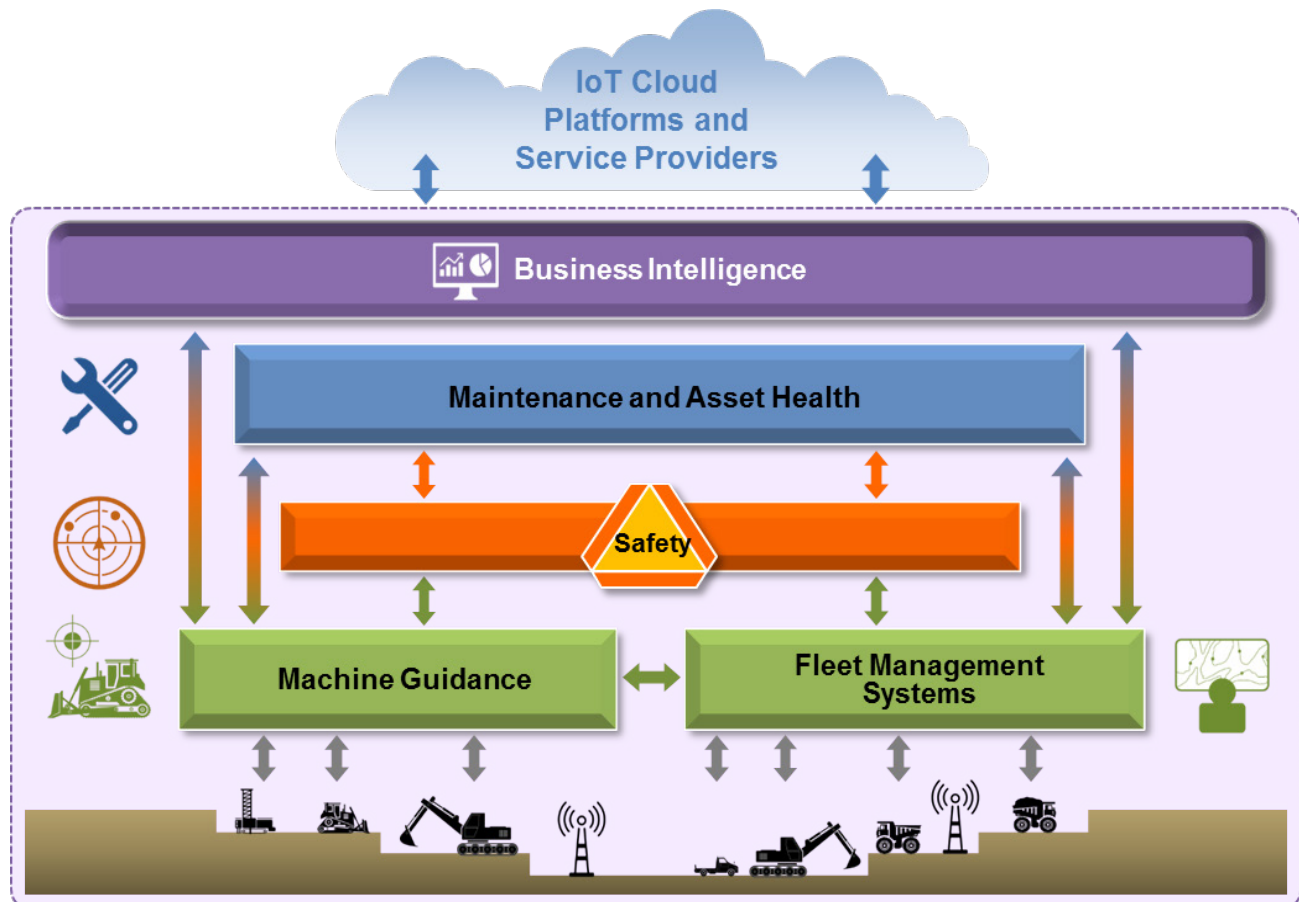 IoT Cloud
Platforms and
Service Providers
Business Intelligence
Maintenance and Asset Health
Safety
Machine Guidance
Fleet Management
Systems